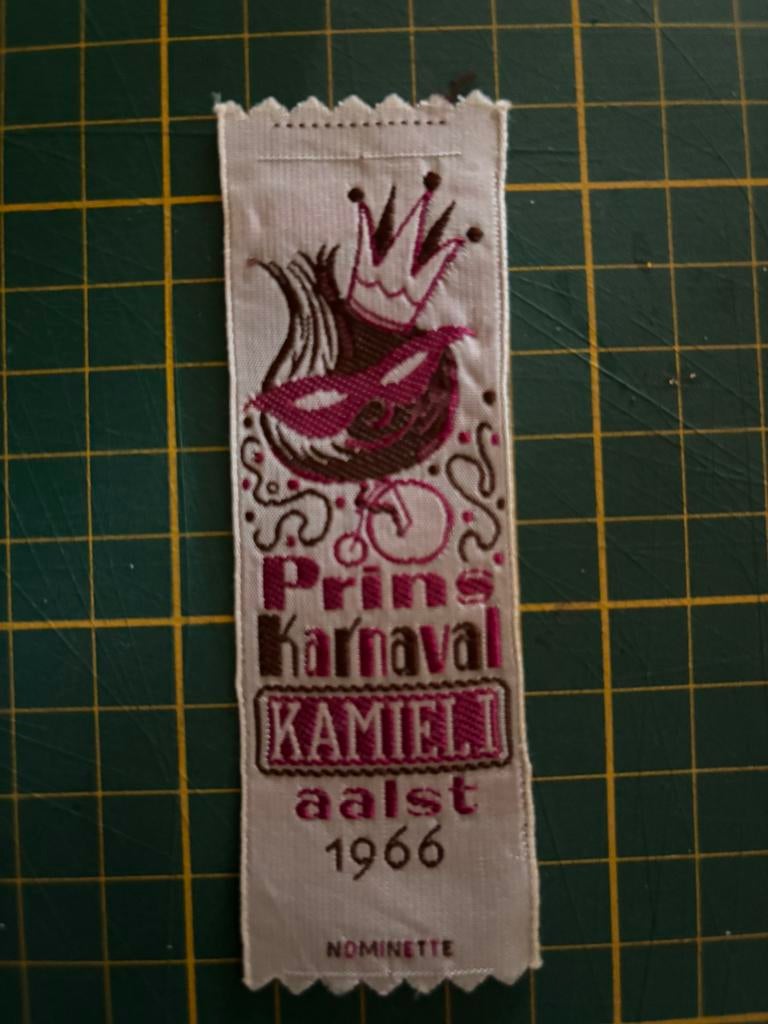 Prins
Karnaval
KAMIEL I
aalst
1966
NOMINETTE